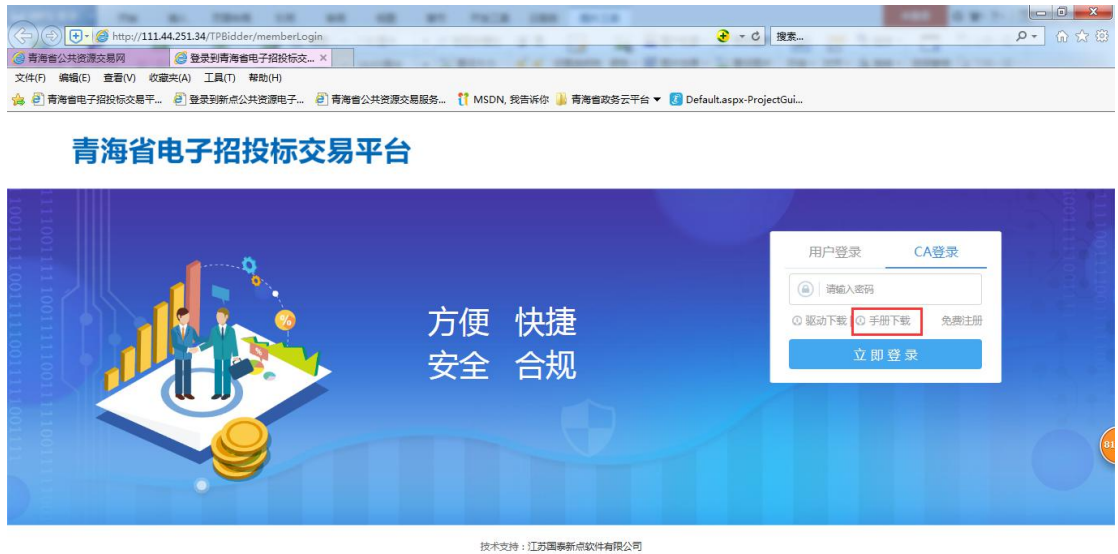 http://111.44.251.34/TPBidder/memberLogin
搜索...
青海省公共资源交易网
登录到青海省电子招投标交... ×
文件(F) 编辑(E) 查看(V) 收藏夹(A) 工具(T) 帮助(H)
青海省电子招投标交易平... 登录到新点公共资源电子... 青海省公共资源交易服务... MSDN, 我告诉你 青海省政务云平台 Default.aspx-ProjectGui...
青海省电子招投标交易平台
用户登录 CA登录
请输入密码
驱动下载 手册下载 免费注册
立即登录
方便 快捷
安全 合规
81
技术支持：江苏国泰新点软件有限公司